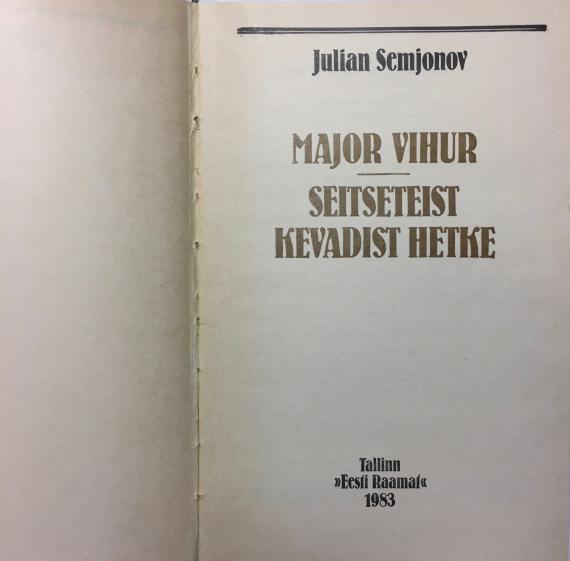 Julian Semjonov
MAJOR VIHUR
SEITSETEIST
KEVADIST HETKE
Tallinn
»Eesti Raamat«
1983